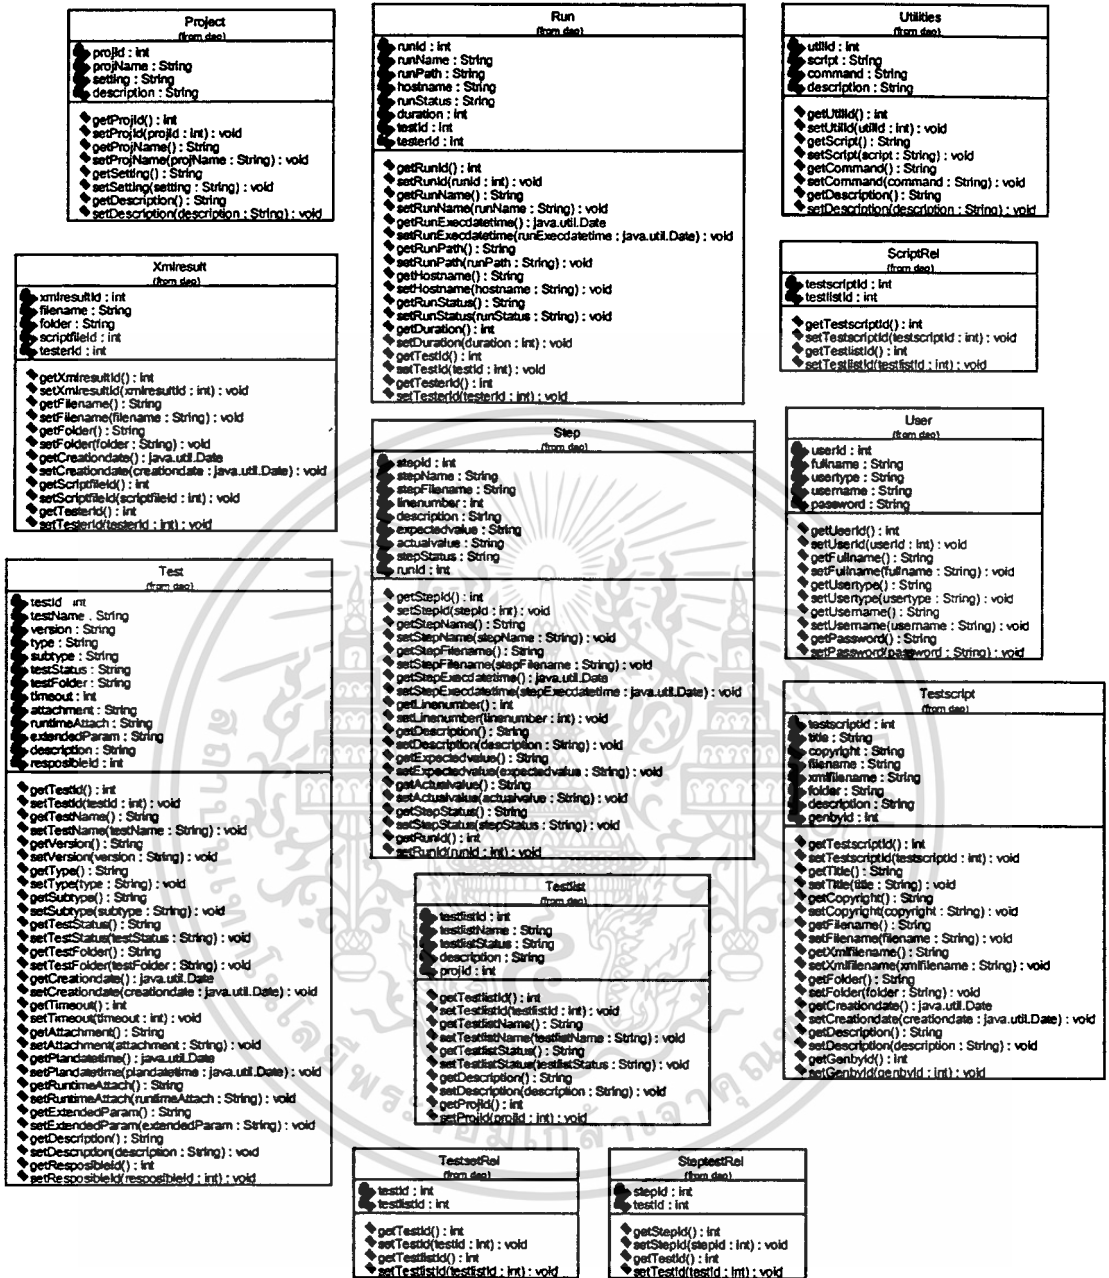 Project
(from dao)
projId : int
projName : String
setting : String
description : String
getProjId() : int
setProjId(projId : int) : void
getProjName() : String
setProjName(projName : String) : void
getSetting() : String
setSetting(setting : String) : void
getDescription() : String
setDescription(description : String) : void
Run
(from dao)
runId : int
runName : String
runPath : String
hostname : String
runStatus : String
duration : int
testId : int
testerId : int
getRunId() : int
setRunId(runId : int) : void
getRunName() : String
setRunName(runName : String) : void
getRunExecdatetime() : java.util.Date
setRunExecdatetime(runExecdatetime : java.util.Date) : void
getRunPath() : String
setRunPath(runPath : String) : void
getHostname() : String
setHostname(hostname : String) : void
getRunStatus() : String
setRunStatus(runStatus : String) : void
getDuration() : int
setDuration(duration : int) : void
getTestId() : int
setTestId(testId : int) : void
getTesterId() : int
setTesterId(testerId : int) : void
Utilities
(from dao)
utilId : int
script : String
command : String
description : String
getUtilId() : int
setUtilId(utilId : int) : void
getScript() : String
setScript(script : String) : void
getCommand() : String
setCommand(command : String) : void
getDescription() : String
setDescription(description : String) : void
Xmlresult
(from dao)
xmlresultId : int
filename : String
folder : String
scriptfileId : int
testerId : int
getXmlresultId() : int
setXmlresultId(xmlresultId : int) : void
getFilename() : String
setFilename(filename : String) : void
getFolder() : String
setFolder(folder : String) : void
getCreationdate() : java.util.Date
setCreationdate(creationdate : java.util.Date) : void
getScriptfileId() : int
setScriptfileId(scriptfileId : int) : void
getTesterId() : int
setTesterId(testerId : int) : void
ScriptRel
(from dao)
testscriptId : int
testlistId : int
getTestscriptId() : int
setTestscriptId(testscriptId : int) : void
getTestlistId() : int
setTestlistId(testlistId : int) : void
Step
(from dao)
stepId : int
stepName : String
stepFilename : String
linenumber : int
description : String
expectedvalue : String
actualvalue : String
stepStatus : String
runId : int
getStepId() : int
setStepId(stepId : int) : void
getStepName() : String
setStepName(stepName : String) : void
getStepFilename() : String
setStepFilename(stepFilename : String) : void
getStepExecdatetime() : java.util.Date
setStepExecdatetime(stepExecdatetime : java.util.Date) : void
getLinenumber() : int
setLinenumber(linenumber : int) : void
getDescription() : String
setDescription(description : String) : void
getExpectedvalue() : String
setExpectedvalue(expectedvalue : String) : void
getActualvalue() : String
setActualvalue(actualvalue : String) : void
getStepStatus() : String
setStepStatus(stepStatus : String) : void
getRunId() : int
setRunId(runId : int) : void
User
(from dao)
userId : int
fullname : String
usertype : String
username : String
password : String
getUserId() : int
setUserId(userId : int) : void
getFullname() : String
setFullname(fullname : String) : void
getUsertype() : String
setUsertype(usertype : String) : void
getUsername() : String
setUsername(username : String) : void
getPassword() : String
setPassword(password : String) : void
Test
(from dao)
testId : int
testName : String
version : String
type : String
subtype : String
testStatus : String
testFolder : String
timeout : int
attachment : String
runtimeAttach : String
extendedParam : String
description : String
resposibleId : int
getTestId() : int
setTestId(testId : int) : void
getTestName() : String
setTestName(testName : String) : void
getVersion() : String
setVersion(version : String) : void
getType() : String
setType(type : String) : void
getSubtype() : String
setSubtype(subtype : String) : void
getTestStatus() : String
setTestStatus(testStatus : String) : void
getTestFolder() : String
setTestFolder(testFolder : String) : void
getCreationdate() : java.util.Date
setCreationdate(creationdate : java.util.Date) : void
getTimeout() : int
setTimeout(timeout : int) : void
getAttachment() : String
setAttachment(attachment : String) : void
getPlandatetime() : java.util.Date
setPlandatetime(plandatetime : java.util.Date) : void
getRuntimeAttach() : String
setRuntimeAttach(runtimeAttach : String) : void
getExtendedParam() : String
setExtendedParam(extendedParam : String) : void
getDescription() : String
setDescription(description : String) : void
getResposibleId() : int
setResposibleId(resposibleId : int) : void
Testscript
(from dao)
testscriptId : int
title : String
copyright : String
filename : String
xmlfilename : String
folder : String
description : String
genbyId : int
getTestscriptId() : int
setTestscriptId(testscriptId : int) : void
getTitle() : String
setTitle(title : String) : void
getCopyright() : String
setCopyright(copyright : String) : void
getFilename() : String
setFilename(filename : String) : void
getXmlfilename() : String
setXmlfilename(xmlfilename : String) : void
getFolder() : String
setFolder(folder : String) : void
getCreationdate() : java.util.Date
setCreationdate(creationdate : java.util.Date) : void
getDescription() : String
setDescription(description : String) : void
getGenbyId() : int
setGenbyId(genbyId : int) : void
Testlist
(from dao)
testlistId : int
testlistName : String
testlistStatus : String
description : String
projId : int
getTestlistId() : int
setTestlistId(testlistId : int) : void
getTestlistName() : String
setTestlistName(testlistName : String) : void
getTestlistStatus() : String
setTestlistStatus(testlistStatus : String) : void
getDescription() : String
setDescription(description : String) : void
getProjId() : int
setProjId(projId : int) : void
TestsetRel
(from dao)
testId : int
testlistId : int
getTestId() : int
setTestId(testId : int) : void
getTestlistId() : int
setTestlistId(testlistId : int) : void
SteptestRel
(from dao)
stepId : int
testId : int
getStepId() : int
setStepId(stepId : int) : void
getTestId() : int
setTestId(testId : int) : void